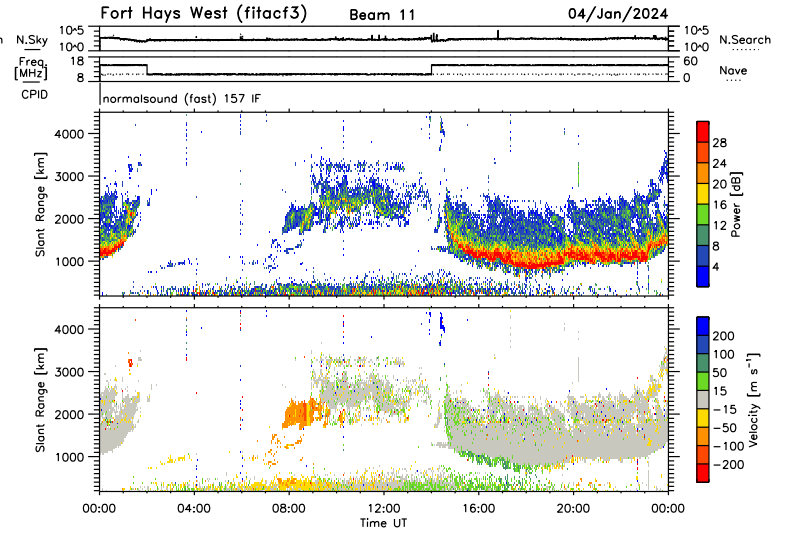 Fort Hays West (fitacf3) Beam 11 04/Jan/2024
n N.Sky 10^5 10^0 10^5 10^0 N.Search
Freq. [MHz] 18 8 60 0 Nave
CPID normalsound (fast) 157 IF
Slant Range [km] 4000 3000 2000 1000
28 24 20 16 12 8 4 Power [dB]
Slant Range [km] 4000 3000 2000 1000
200 100 50 15 −15 −50 −100 −200 Velocity [m s⁻¹]
00:00 04:00 08:00 12:00 16:00 20:00 00:00
Time UT